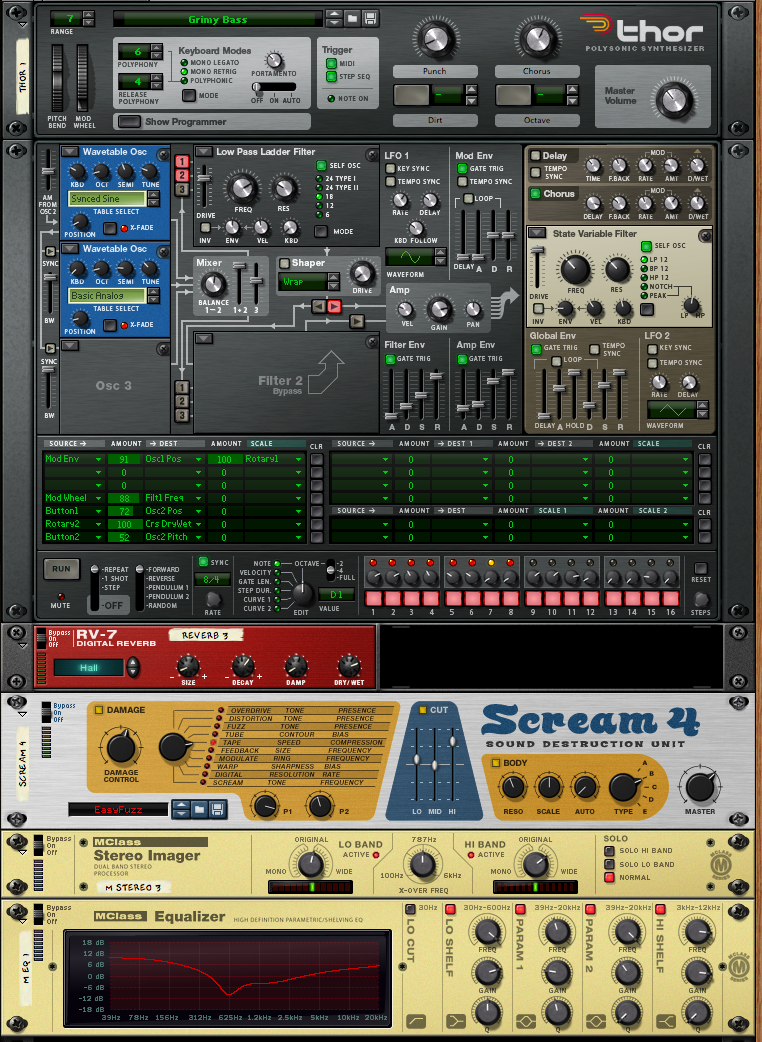 7
RANGE
Grimy Bass
thor
POLYSONIC SYNTHESIZER
THOR 1
6
POLYPHONY
4
RELEASE
POLYPHONY
Keyboard Modes
MONO LEGATO
MONO RETRIG
POLYPHONIC
MODE
PORTAMENTO
OFF ON AUTO
Trigger
MIDI
STEP SEQ
NOTE ON
Punch
Chorus
Dirt
Octave
Master
Volume
PITCH
BEND
MOD
WHEEL
Show Programmer
AM
FROM
OSC 2
SYNC
BW
SYNC
BW
Wavetable Osc
KBD OCT SEMI TUNE
Synced Sine
TABLE SELECT
POSITION
X-FADE
Wavetable Osc
KBD OCT SEMI TUNE
Basic Analog
TABLE SELECT
POSITION
X-FADE
Osc 3
1
2
3
1
2
3
Low Pass Ladder Filter
DRIVE
FREQ
RES
SELF OSC
24 TYPE I
24 TYPE II
18
12
6
MODE
INV ENV VEL KBD
Mixer
BALANCE
1 – 2
1+2
3
Shaper
Wrap
DRIVE
Filter 2
Bypass
LFO 1
KEY SYNC
TEMPO SYNC
RATE DELAY
KBD FOLLOW
WAVEFORM
Mod Env
GATE TRIG
TEMPO SYNC
LOOP
DELAY A D R
Amp
VEL GAIN PAN
Filter Env
GATE TRIG
A D S R
Amp Env
GATE TRIG
A D S R
Delay
TEMPO
SYNC
MOD
TIME F.BACK RATE AMT D/WET
Chorus
MOD
DELAY F.BACK RATE AMT D/WET
State Variable Filter
DRIVE
FREQ
RES
SELF OSC
LP 12
BP 12
HP 12
NOTCH
PEAK
LP HP
INV ENV VEL KBD
Global Env
GATE TRIG
TEMPO
SYNC
LOOP
DELAY A HOLD D S R
LFO 2
KEY SYNC
TEMPO SYNC
RATE DELAY
WAVEFORM
SOURCE → AMOUNT → DEST AMOUNT SCALE CLR
Mod Env 91 Osc1 Pos 100 Rotary1
0 0
0 0
Mod Wheel 88 Filt1 Freq
Button1 72 Osc2 Pos
Rotary2 100 Crs DryWet
Button2 52 Osc2 Pitch
SOURCE → AMOUNT → DEST 1 AMOUNT → DEST 2 AMOUNT SCALE CLR
0 0 0
0 0 0
0 0 0
0 0 0
SOURCE → AMOUNT → DEST SCALE 1 AMOUNT SCALE 2 CLR
0 0 0
0 0 0
RUN
MUTE
REPEAT
1 SHOT
STEP
-OFF
FORWARD
REVERSE
PENDULUM 1
PENDULUM 2
RANDOM
SYNC
8/4
RATE
NOTE
VELOCITY
GATE LEN.
STEP DUR.
CURVE 1
CURVE 2
EDIT
OCTAVE
2
4
FULL
D 1
VALUE
1 2 3 4 5 6 7 8 9 10 11 12 13 14 15 16
RESET
STEPS
Bypass
On
Off
RV-7
DIGITAL REVERB
REVERB 3
Hall
SIZE
DECAY
DAMP
DRY/WET
Bypass
On
Off
SCREAM 4
DAMAGE
DAMAGE
CONTROL
OVERDRIVE TONE PRESENCE
DISTORTION TONE PRESENCE
FUZZ TONE PRESENCE
TUBE CONTOUR BIAS
TAPE SPEED COMPRESSION
FEEDBACK SIZE FREQUENCY
MODULATE RING FREQUENCY
WARP SHARPNESS BIAS
DIGITAL RESOLUTION RATE
SCREAM TONE FREQUENCY
P1
P2
EasyFuzz
CUT
LO MID HI
Scream 4
SOUND DESTRUCTION UNIT
BODY
RESO SCALE AUTO TYPE
A
B
C
D
E
MASTER
Bypass
On
Off
MClass
Stereo Imager
DUAL BAND STEREO
PROCESSOR
M STEREO 3
ORIGINAL
MONO WIDE
LO BAND
ACTIVE
787Hz
100Hz 6kHz
X-OVER FREQ
HI BAND
ACTIVE
ORIGINAL
MONO WIDE
SOLO
SOLO HI BAND
SOLO LO BAND
NORMAL
MCLASS
SERIES
Bypass
On
Off
M EQ 1
MClass Equalizer
HIGH DEFINITION PARAMETRIC/SHELVING EQ
18 dB
12 dB
6 dB
0 dB
-6 dB
-12 dB
-18 dB
39Hz 78Hz 156Hz 312Hz 625Hz 1.2kHz 2.5kHz 5kHz 10kHz 20kHz
30Hz
LO CUT
30Hz-600Hz
LO SHELF
FREQ
GAIN
Q
39Hz-20kHz
PARAM 1
FREQ
GAIN
Q
39Hz-20kHz
PARAM 2
FREQ
GAIN
Q
3kHz-12kHz
HI SHELF
FREQ
GAIN
Q
MCLASS
SERIES